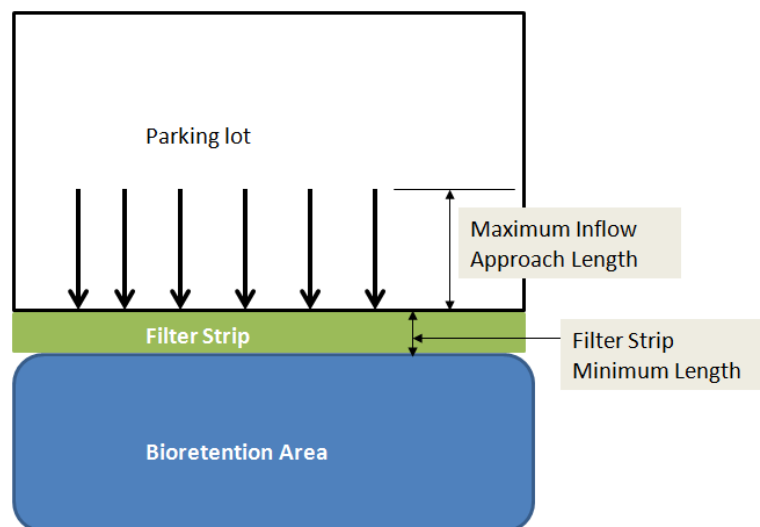 Parking lot
Maximum Inflow
Approach Length
Filter Strip
Filter Strip
Minimum Length
Bioretention Area